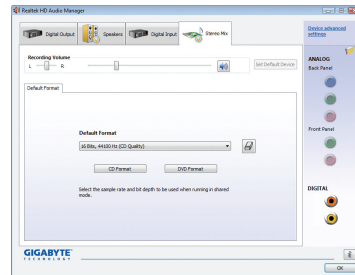 Realtek HD Audio Manager
Digital Output
Speakers
Digital Input
Stereo Mix
Device advanced
settings
Recording Volume
L
R
Set Default Device
ANALOG
Back Panel
Default Format
Default Format
16 Bits, 44100 Hz (CD Quality)
CD Format
DVD Format
Select the sample rate and bit depth to be used when running in shared
mode.
Front Panel
DIGITAL
GIGABYTE
TECHNOLOGY
OK